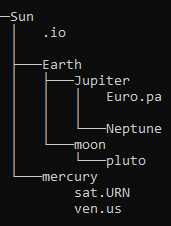 Sun
.io
Earth
Jupiter
Euro.pa
Neptune
moon
pluto
mercury
sat.URN
ven.us